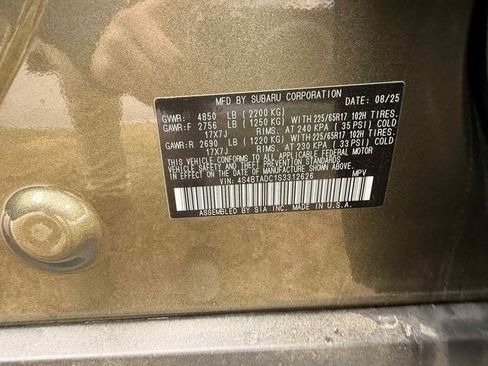 MFD BY SUBARU CORPORATION DATE: 08/25
GVWR: 4850 LB (2200 KG)
GAWR:F 2756 LB (1250 KG) WITH 225/65R17 102H TIRES.
17X7J RIMS. AT 240 KPA (35 PSI) COLD
GAWR:R 2690 LB (1220 KG) WITH 225/65R17 102H TIRES.
17X7J RIMS. AT 230 KPA (33 PSI) COLD
THIS VEHICLE CONFORMS TO ALL APPLICABLE FEDERAL MOTOR
VEHICLE SAFETY STANDARDS IN EFFECT ON THE
DATE OF MANUFACTURE SHOWN ABOVE.
VIN: 4S4BTADC1S3312626 MPV
ASSEMBLED BY SIA INC. MADE IN U.S.A.